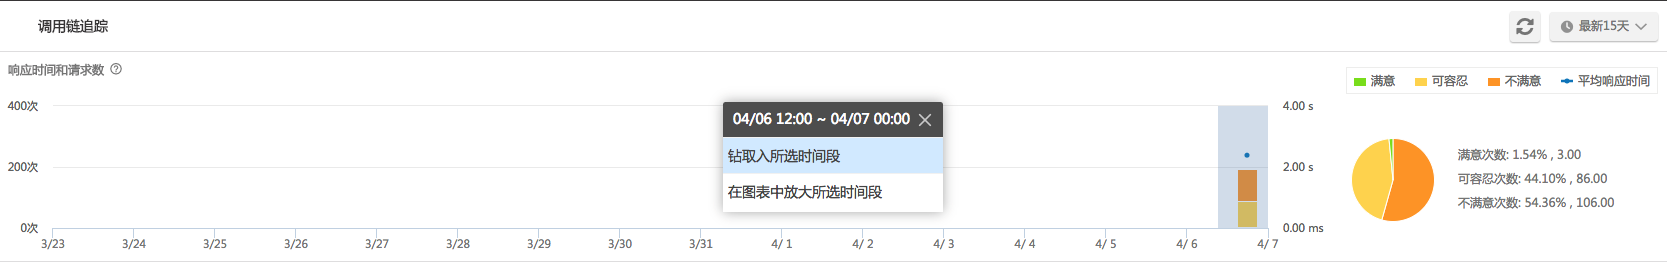 调用链追踪
最新15天
响应时间和请求数
满意 可容忍 不满意 平均响应时间
400次
200次
0次
4.00 s
2.00 s
0.00 ms
04/06 12:00 ~ 04/07 00:00
钻取入所选时间段
在图表中放大所选时间段
3/23 3/24 3/25 3/26 3/27 3/28 3/29 3/30 3/31 4/ 1 4/ 2 4/ 3 4/ 4 4/ 5 4/ 6 4/ 7
满意次数: 1.54% , 3.00
可容忍次数: 44.10% , 86.00
不满意次数: 54.36% , 106.00